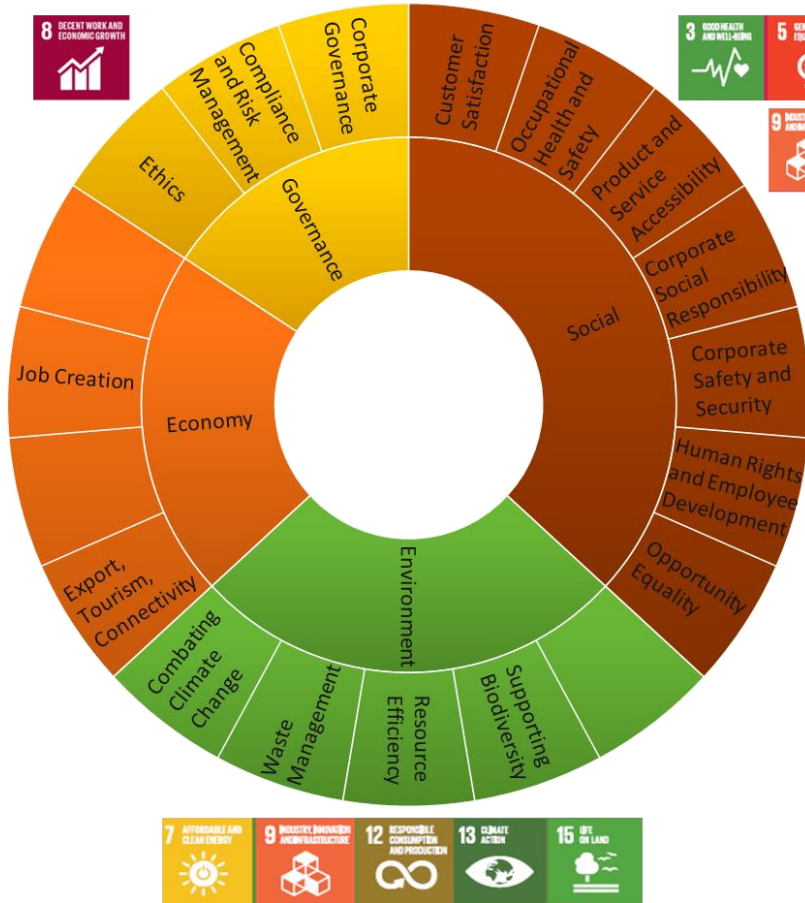 8 DECENT WORK AND
ECONOMIC GROWTH
3 GOOD HEALTH
AND WELL-BEING
5
9
Corporate
Governance
Compliance
and Risk
Management
Ethics
Governance
Customer
Satisfaction
Occupational
Health and
Safety
Product and
Service
Accessibility
Corporate
Social
Responsibility
Corporate
Safety and
Security
Human Rights
and Employee
Development
Opportunity
Equality
Social
Job Creation
Economy
Export,
Tourism,
Connectivity
Environment
Combating
Climate
Change
Waste
Management
Resource
Efficiency
Supporting
Biodiversity
7 AFFORDABLE AND
CLEAN ENERGY
9 INDUSTRY, INNOVATION
AND INFRASTRUCTURE
12 RESPONSIBLE
CONSUMPTION
AND PRODUCTION
13 CLIMATE
ACTION
15 LIFE
ON LAND